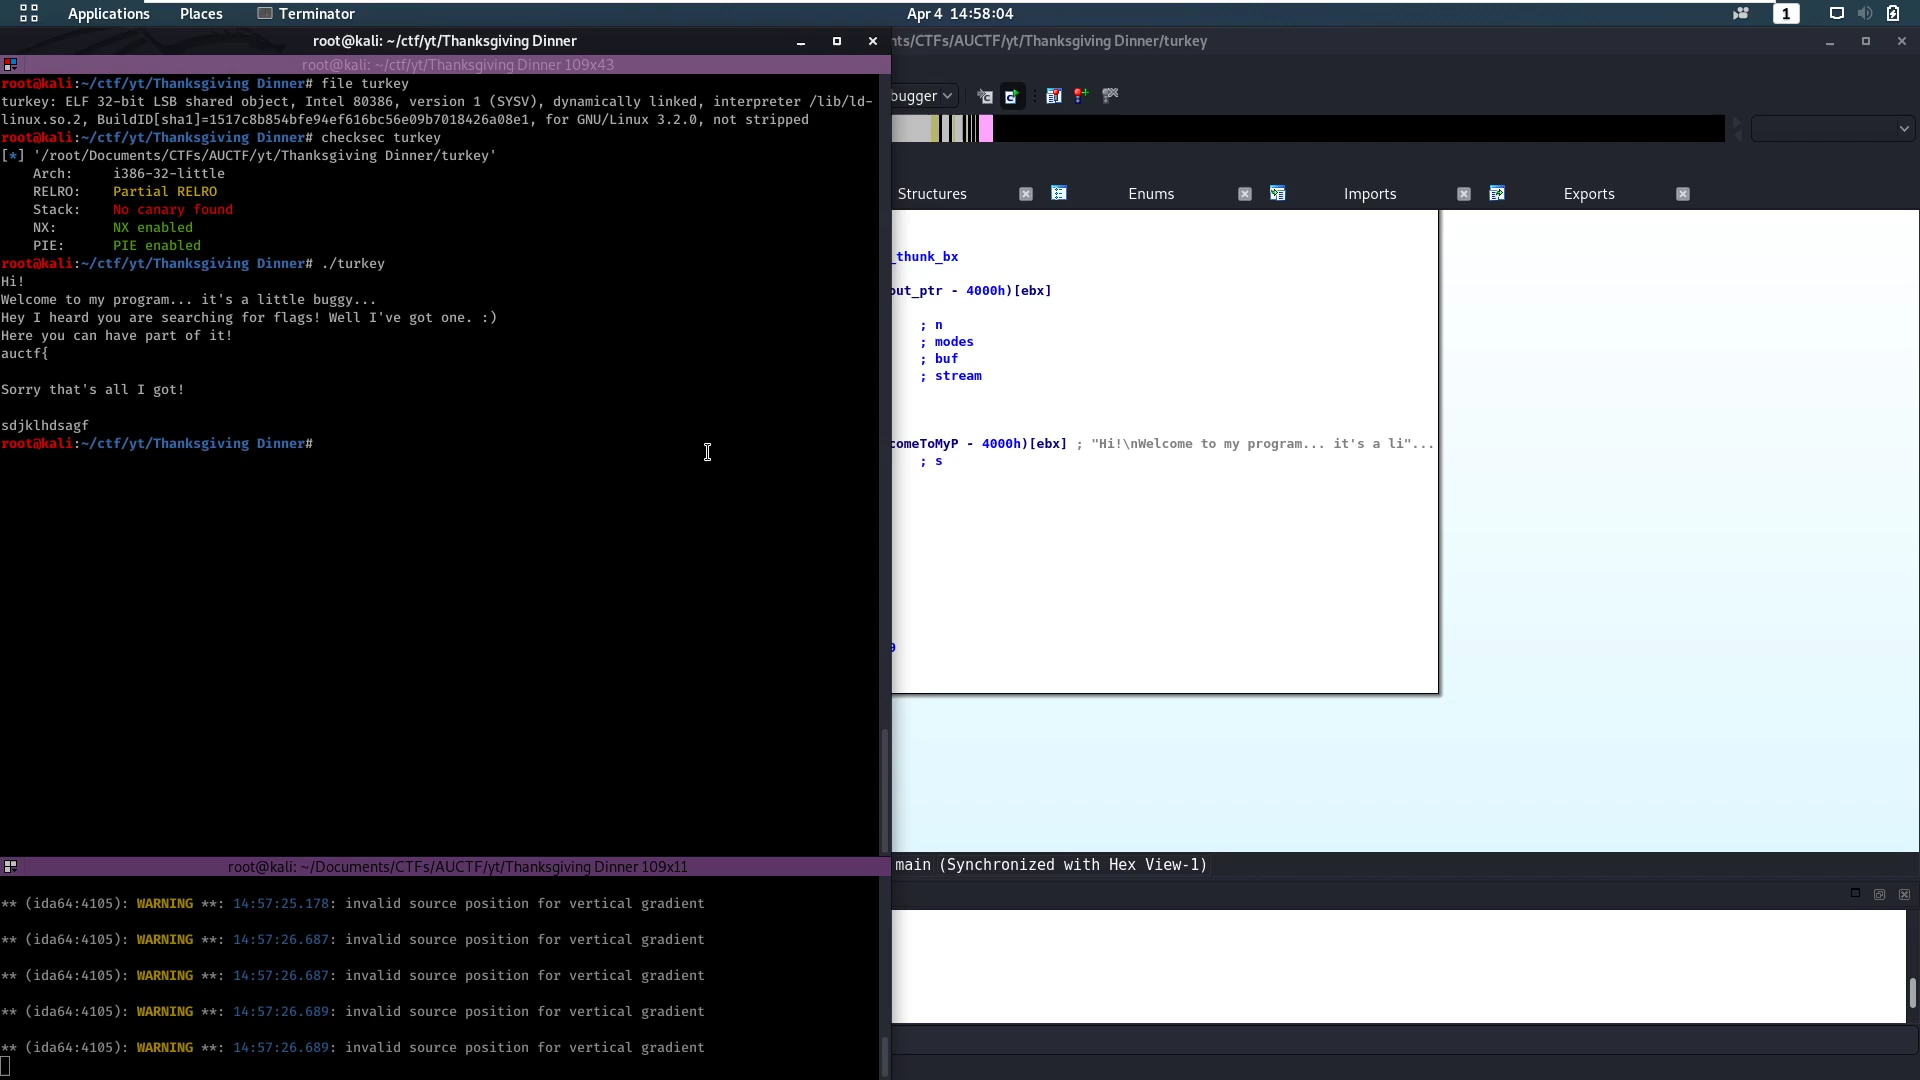 Applications Places Terminator Apr 4 14:58:04 1
root@kali: ~/ctf/yt/Thanksgiving Dinner
root@kali: ~/ctf/yt/Thanksgiving Dinner 109x43
root@kali:~/ctf/yt/Thanksgiving Dinner# file turkey
turkey: ELF 32-bit LSB shared object, Intel 80386, version 1 (SYSV), dynamically linked, interpreter /lib/ld-
linux.so.2, BuildID[sha1]=1517c8b854bfe94ef616bc56e09b7018426a08e1, for GNU/Linux 3.2.0, not stripped
root@kali:~/ctf/yt/Thanksgiving Dinner# checksec turkey
[*] '/root/Documents/CTFs/AUCTF/yt/Thanksgiving Dinner/turkey'
Arch: i386-32-little
RELRO: Partial RELRO
Stack: No canary found
NX: NX enabled
PIE: PIE enabled
root@kali:~/ctf/yt/Thanksgiving Dinner# ./turkey
Hi!
Welcome to my program... it's a little buggy...
Hey I heard you are searching for flags! Well I've got one. :)
Here you can have part of it!
auctf{
Sorry that's all I got!
sdjklhdsagf
root@kali:~/ctf/yt/Thanksgiving Dinner#
root@kali: ~/Documents/CTFs/AUCTF/yt/Thanksgiving Dinner 109x11
** (ida64:4105): WARNING **: 14:57:25.178: invalid source position for vertical gradient
** (ida64:4105): WARNING **: 14:57:26.687: invalid source position for vertical gradient
** (ida64:4105): WARNING **: 14:57:26.687: invalid source position for vertical gradient
** (ida64:4105): WARNING **: 14:57:26.689: invalid source position for vertical gradient
** (ida64:4105): WARNING **: 14:57:26.689: invalid source position for vertical gradient
nts/CTFs/AUCTF/yt/Thanksgiving Dinner/turkey
bugger
Structures Enums Imports Exports
_thunk_bx
out_ptr - 4000h)[ebx]
; n
; modes
; buf
; stream
comeToMyP - 4000h)[ebx] ; "Hi!\nWelcome to my program... it's a li"...
; s
main (Synchronized with Hex View-1)